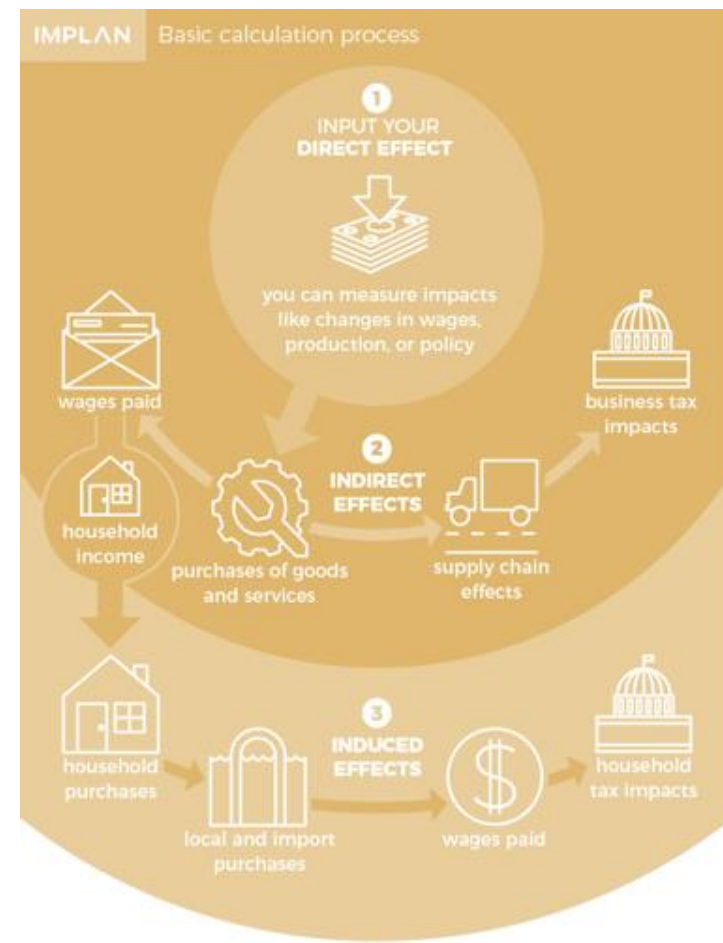 IMPLAN Basic calculation process
1
INPUT YOUR
DIRECT EFFECT
you can measure impacts
like changes in wages,
production, or policy
wages paid
business tax
impacts
2
INDIRECT
EFFECTS
household
income
purchases of goods
and services
supply chain
effects
3
INDUCED
EFFECTS
household
purchases
local and import
purchases
wages paid
household
tax impacts